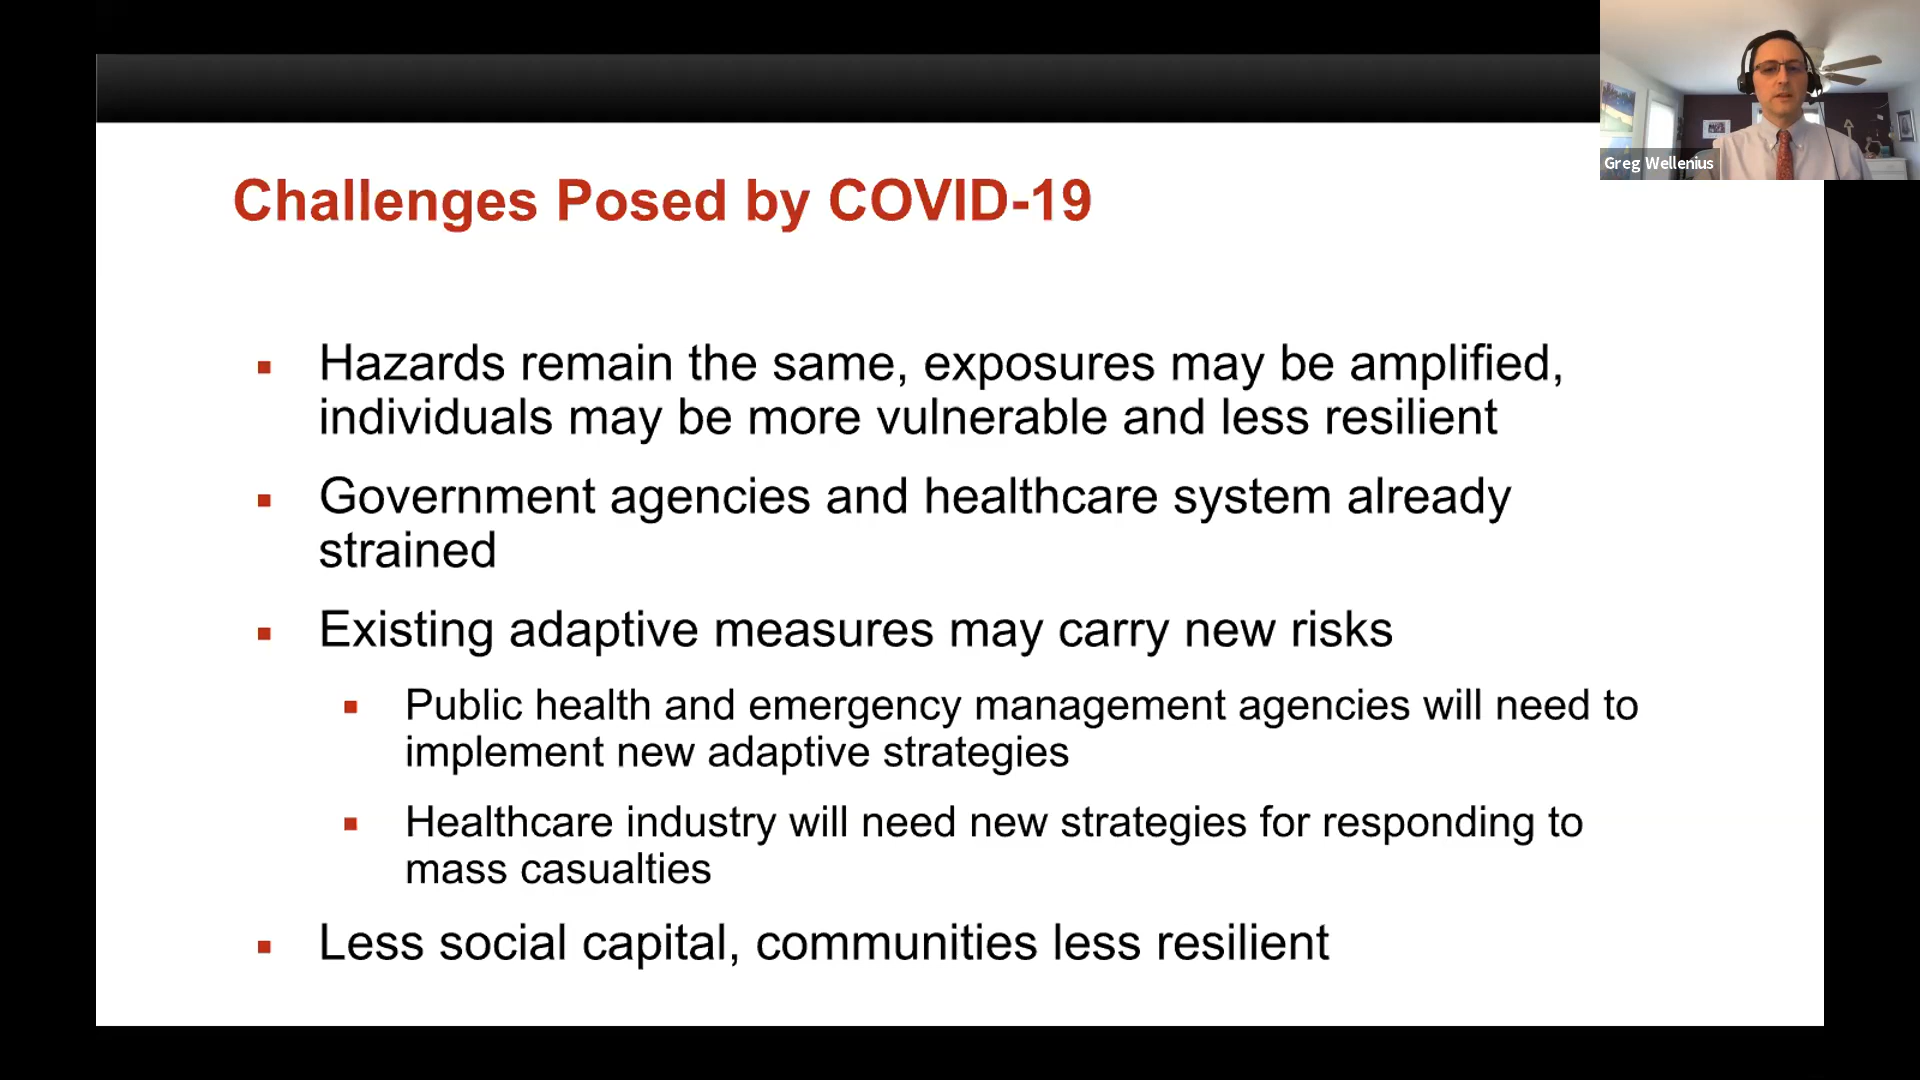 Greg Wellenius
Challenges Posed by COVID-19
Hazards remain the same, exposures may be amplified,
individuals may be more vulnerable and less resilient
Government agencies and healthcare system already
strained
Existing adaptive measures may carry new risks
Public health and emergency management agencies will need to
implement new adaptive strategies
Healthcare industry will need new strategies for responding to
mass casualties
Less social capital, communities less resilient